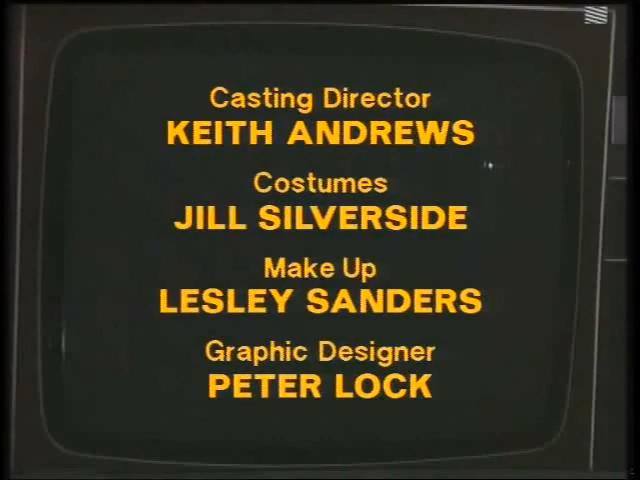 Casting Director
KEITH ANDREWS
Costumes
JILL SILVERSIDE
Make Up
LESLEY SANDERS
Graphic Designer
PETER LOCK